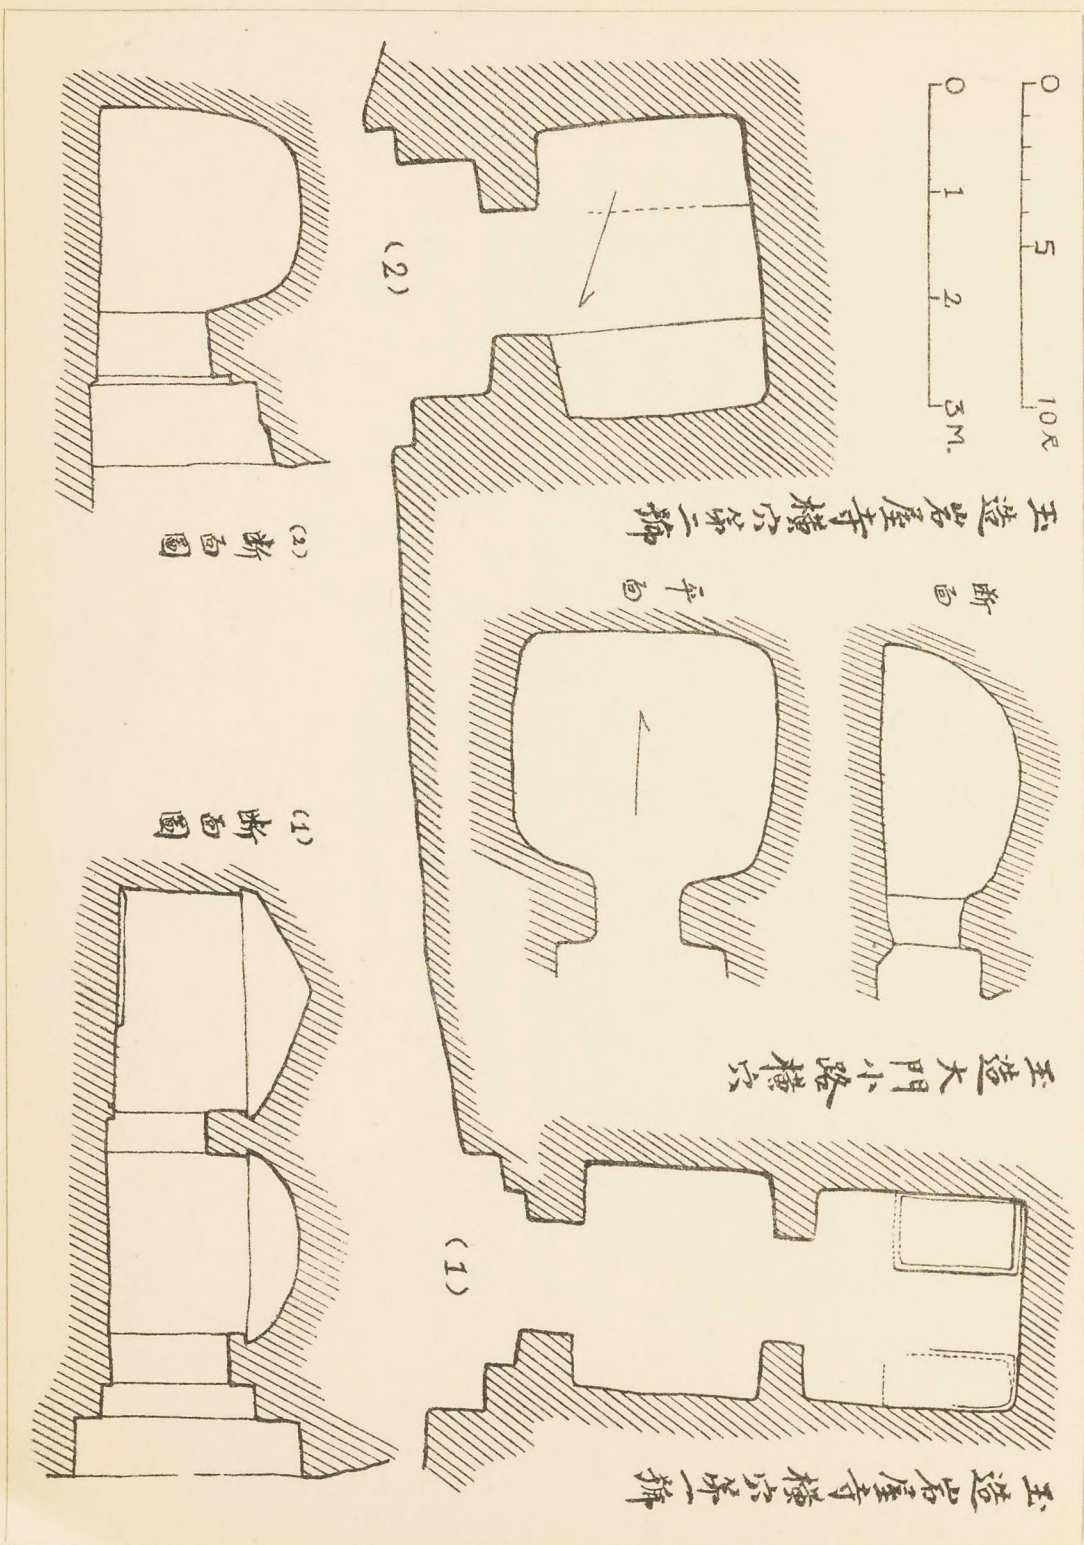 0 5 10尺
0 1 2 3M.
玉造岩屋寺横穴第二號
断面
平面
(2)
(2)
断面圖
玉造大門小路横穴
(1)
断面圖
(1)
玉造岩屋寺横穴第一號